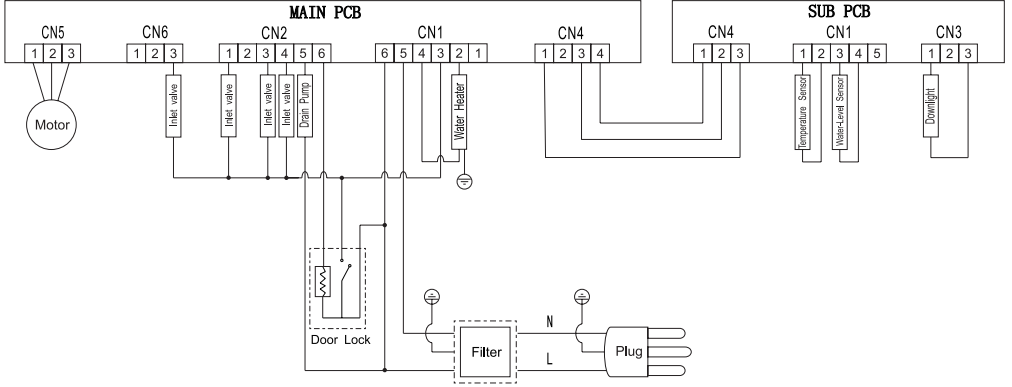 MAIN PCB
SUB PCB
CN5
CN6
CN2
CN1
CN4
CN4
CN1
CN3
1 2 3
1 2 3
1 2 3 4 5 6
6 5 4 3 2 1
1 2 3 4
1 2 3
1 2 3 4 5
1 2 3
Motor
Inlet valve
Inlet valve
Inlet valve
Inlet valve
Drain Pump
Water Heater
Temperature Sensor
Water-Level Sensor
Downlight
Door Lock
Filter
N
L
Plug